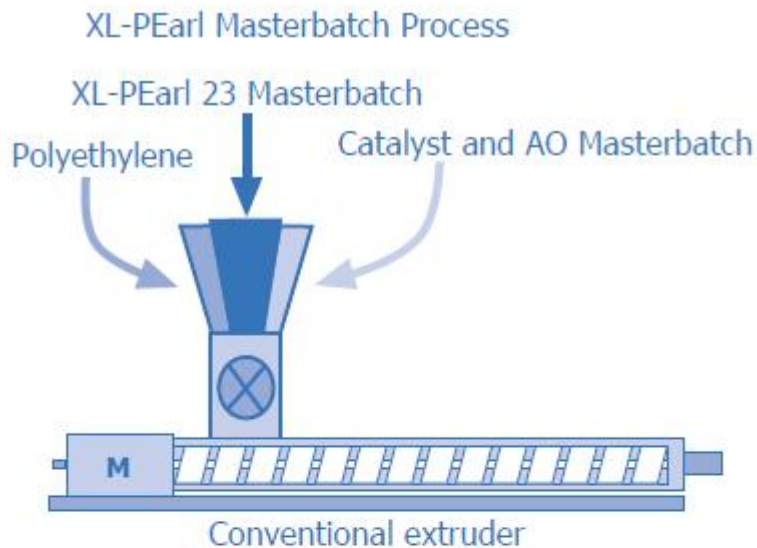 XL-PEarl Masterbatch Process
XL-PEarl 23 Masterbatch
Polyethylene
Catalyst and AO Masterbatch
M
Conventional extruder